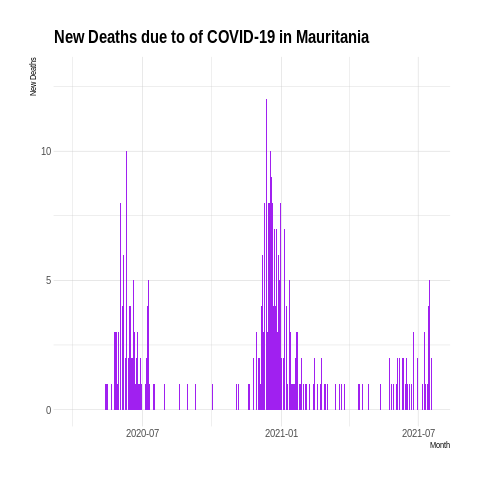 New Deaths due to of COVID-19 in Mauritania
New Deaths
10
5
0
2020-07
2021-01
2021-07
Month